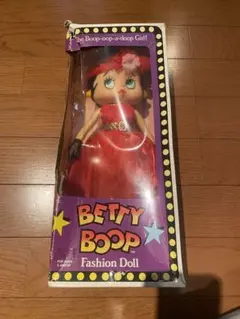 The Boop-oop-a-doop Girl!
BETTY
BOOP
Fashion Doll